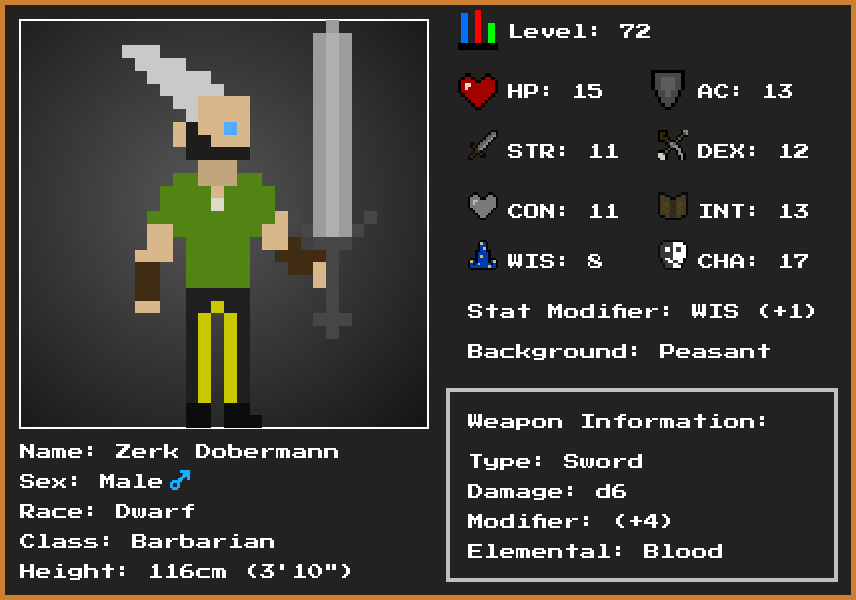 Level: 72
HP: 15 AC: 13
STR: 11 DEX: 12
CON: 11 INT: 13
WIS: 8 CHA: 17
Stat Modifier: WIS (+1)
Background: Peasant
Weapon Information:
Type: Sword
Damage: d6
Modifier: (+4)
Elemental: Blood
Name: Zerk Dobermann
Sex: Male ♂
Race: Dwarf
Class: Barbarian
Height: 116cm (3'10")